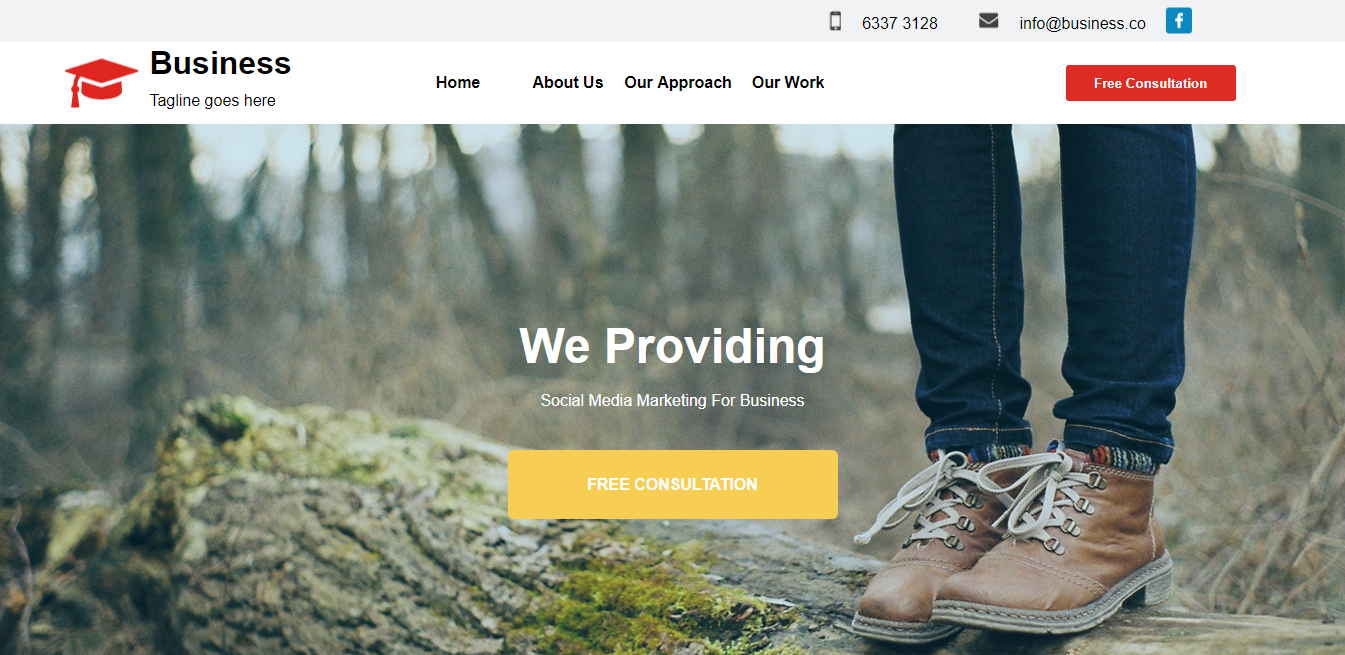 6337 3128 info@business.co
Business
Tagline goes here
Home About Us Our Approach Our Work
Free Consultation
We Providing
Social Media Marketing For Business
FREE CONSULTATION